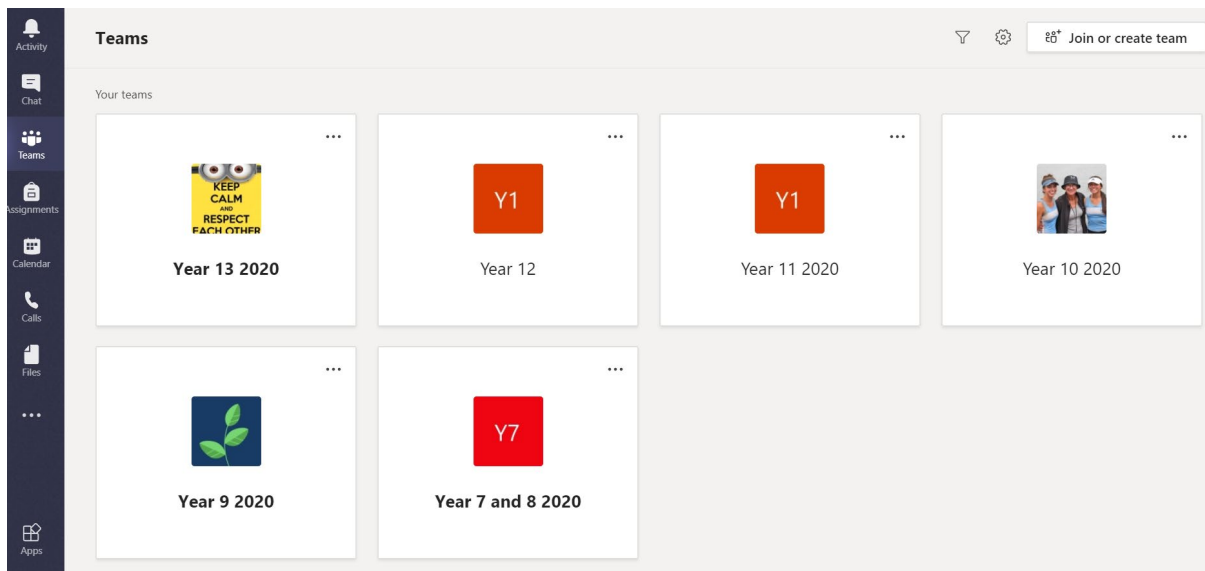 Activity
Chat
Teams
Assignments
Calendar
Calls
Files
Apps
Teams
Join or create team
Your teams
KEEP
CALM
AND
RESPECT
EACH OTHER
Year 13 2020
Y1
Year 12
Y1
Year 11 2020
Year 10 2020
Year 9 2020
Y7
Year 7 and 8 2020